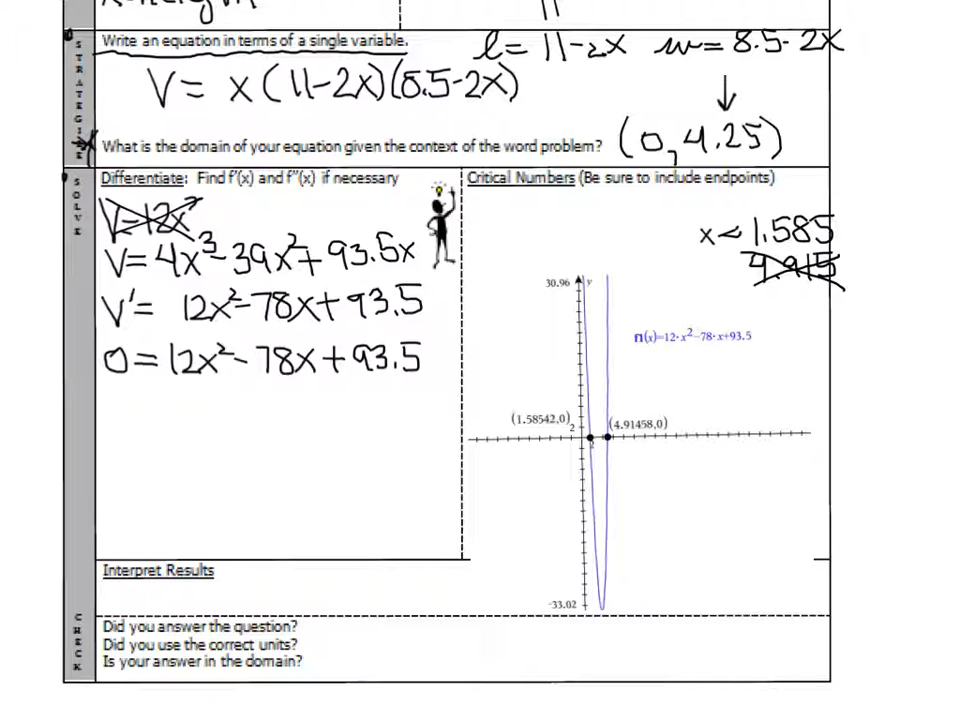 Write an equation in terms of a single variable. l = 11-2x w = 8.5-2x
V = x(11-2x)(8.5-2x)
↓
What is the domain of your equation given the context of the word problem? (0, 4.25)
STRATEGIZE
Differentiate: Find f'(x) and f"(x) if necessary
V=12x²
V= 4x³-39x²+93.5x
V'= 12x²-78x+93.5
0=12x²-78x+93.5
SOLVE
Critical Numbers (Be sure to include endpoints)
x< 1.585
4.915
30.96 y
f1(x)=12·x²-78·x+93.5
(1.58542,0) 2 (4.91458,0)
-33.02
Interpret Results
CHECK
Did you answer the question?
Did you use the correct units?
Is your answer in the domain?